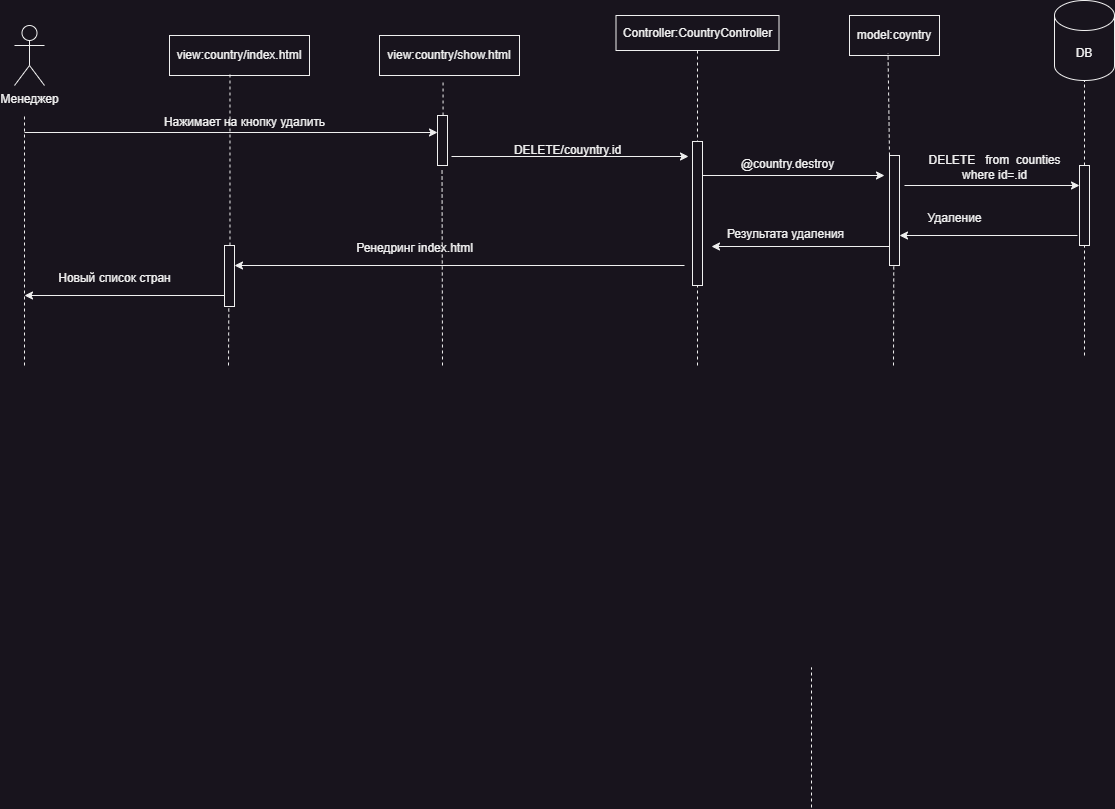 Менеджер
view:country/index.html
view:country/show.html
Controller:CountryController
model:coyntry
DB
Нажимает на кнопку удалить
DELETE/couyntry.id
@country.destroy
DELETE from counties
where id=.id
Удаление
Результата удаления
Ренедринг index.html
Новый список стран